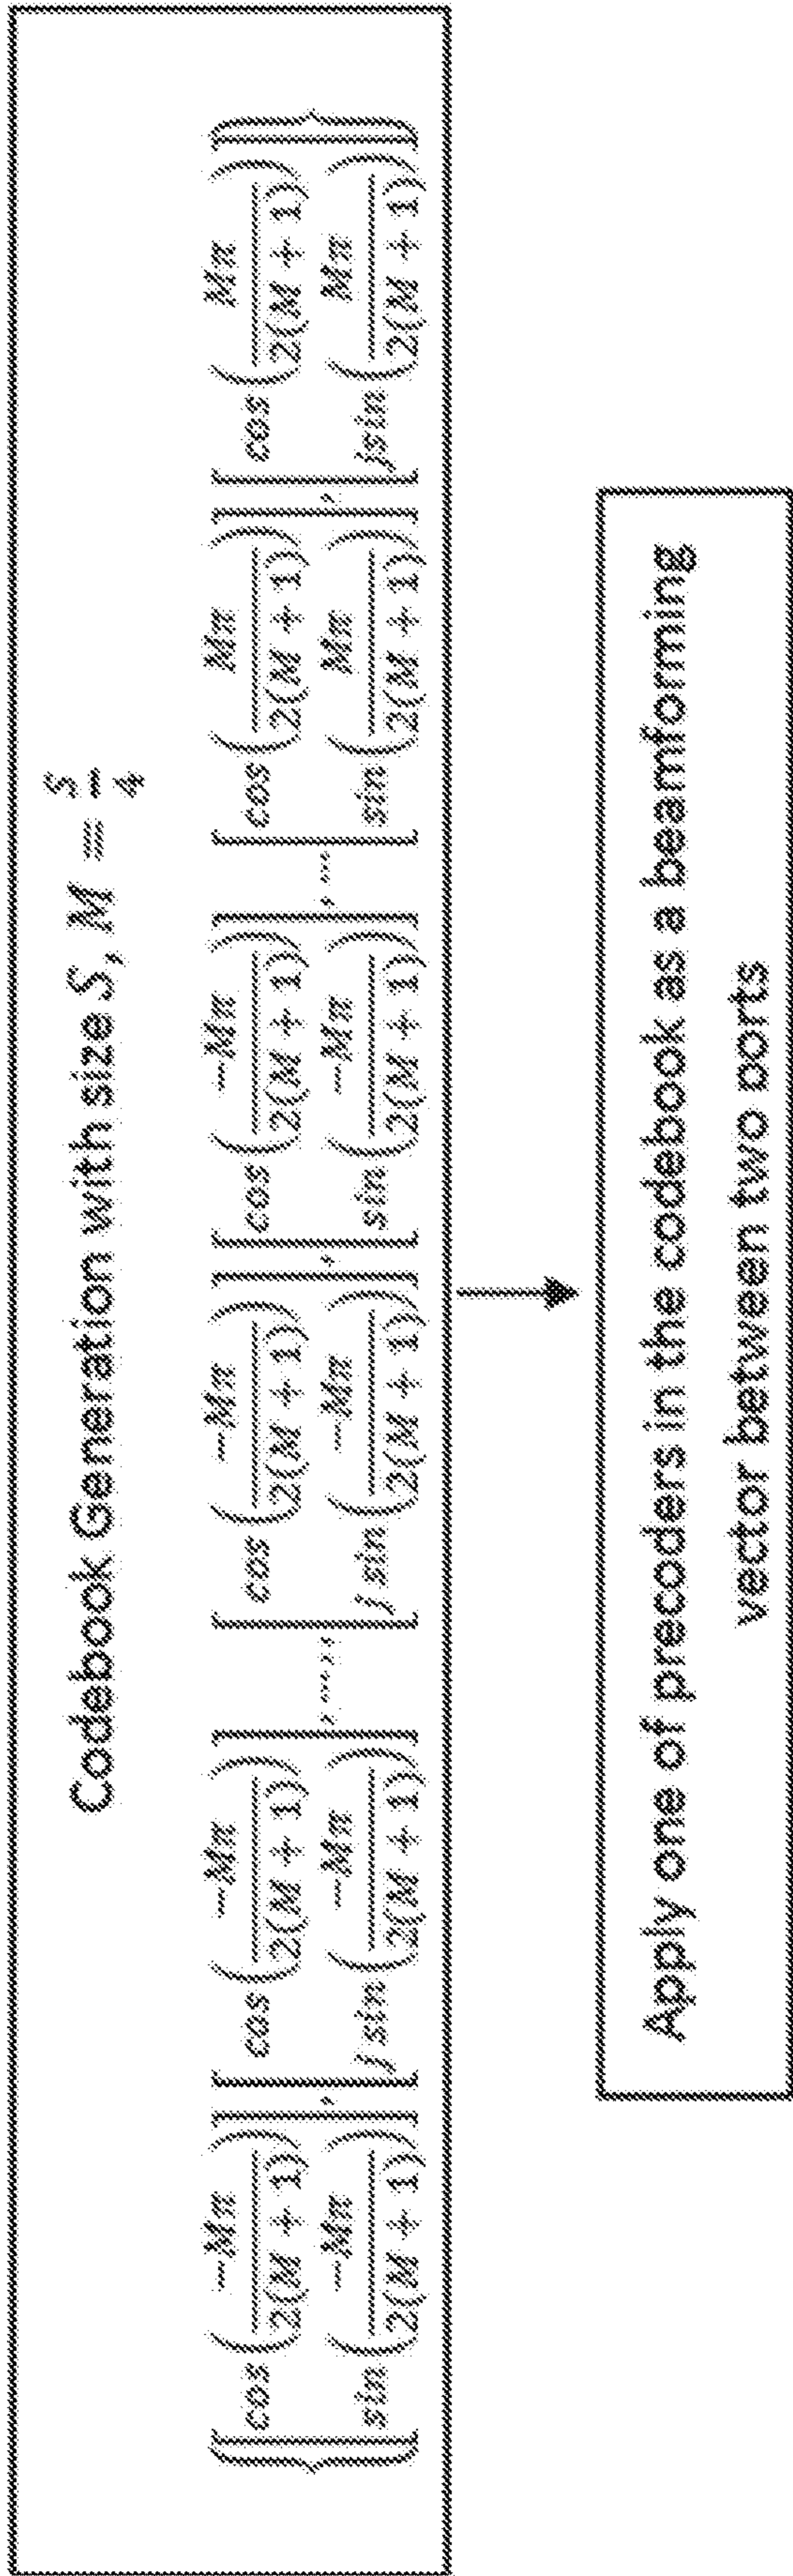 Codebook Generation with size S, M = S/4
{[cos(−Mπ/2(M + 1)) sin(−Mπ/2(M + 1))], [cos(−Mπ/2(M + 1)) j sin(−Mπ/2(M + 1))], ..., [cos(−Mπ/2(M + 1)) j sin(−Mπ/2(M + 1))], [cos(−Mπ/2(M + 1)) sin(−Mπ/2(M + 1))], ... [cos(Mπ/2(M + 1)) sin(Mπ/2(M + 1))], [cos(Mπ/2(M + 1)) jsin(Mπ/2(M + 1))]}
Apply one of precoders in the codebook as a beamforming
vector between two ports